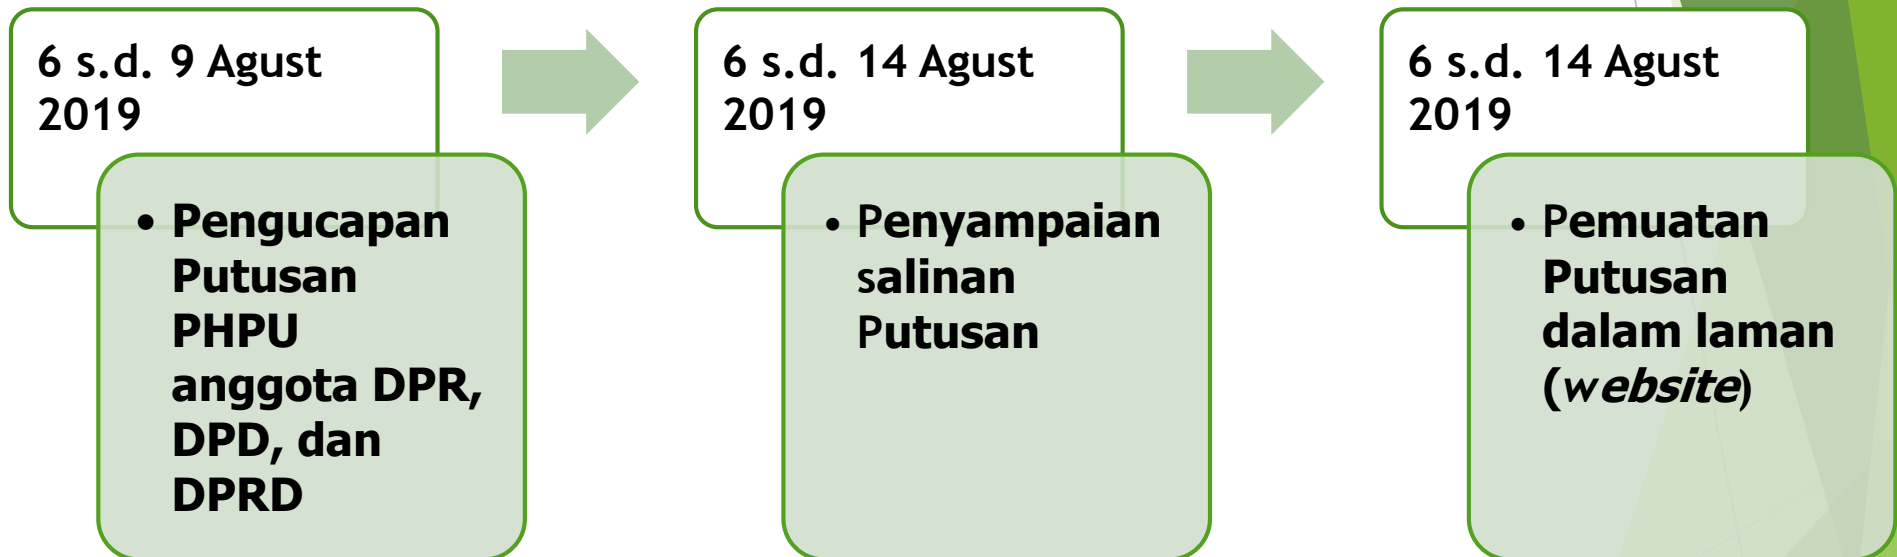 6 s.d. 9 Agust
2019
• Pengucapan
Putusan
PHPU
anggota DPR,
DPD, dan
DPRD
6 s.d. 14 Agust
2019
• Penyampaian
salinan
Putusan
6 s.d. 14 Agust
2019
• Pemuatan
Putusan
dalam laman
(website)